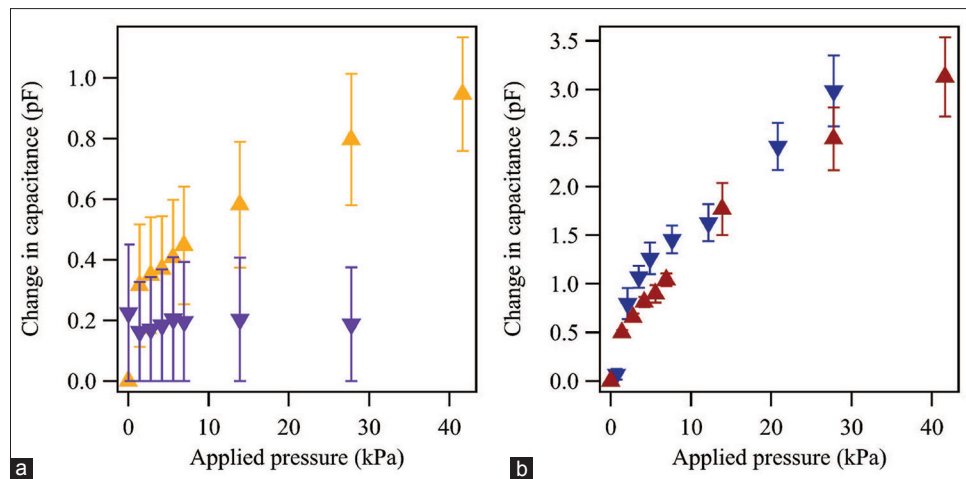 Change in capacitance (pF)
1.0
0.8
0.6
0.4
0.2
0.0
0 10 20 30 40
Applied pressure (kPa)
a
Change in capacitance (pF)
3.5
3.0
2.5
2.0
1.5
1.0
0.5
0.0
0 10 20 30 40
Applied pressure (kPa)
b